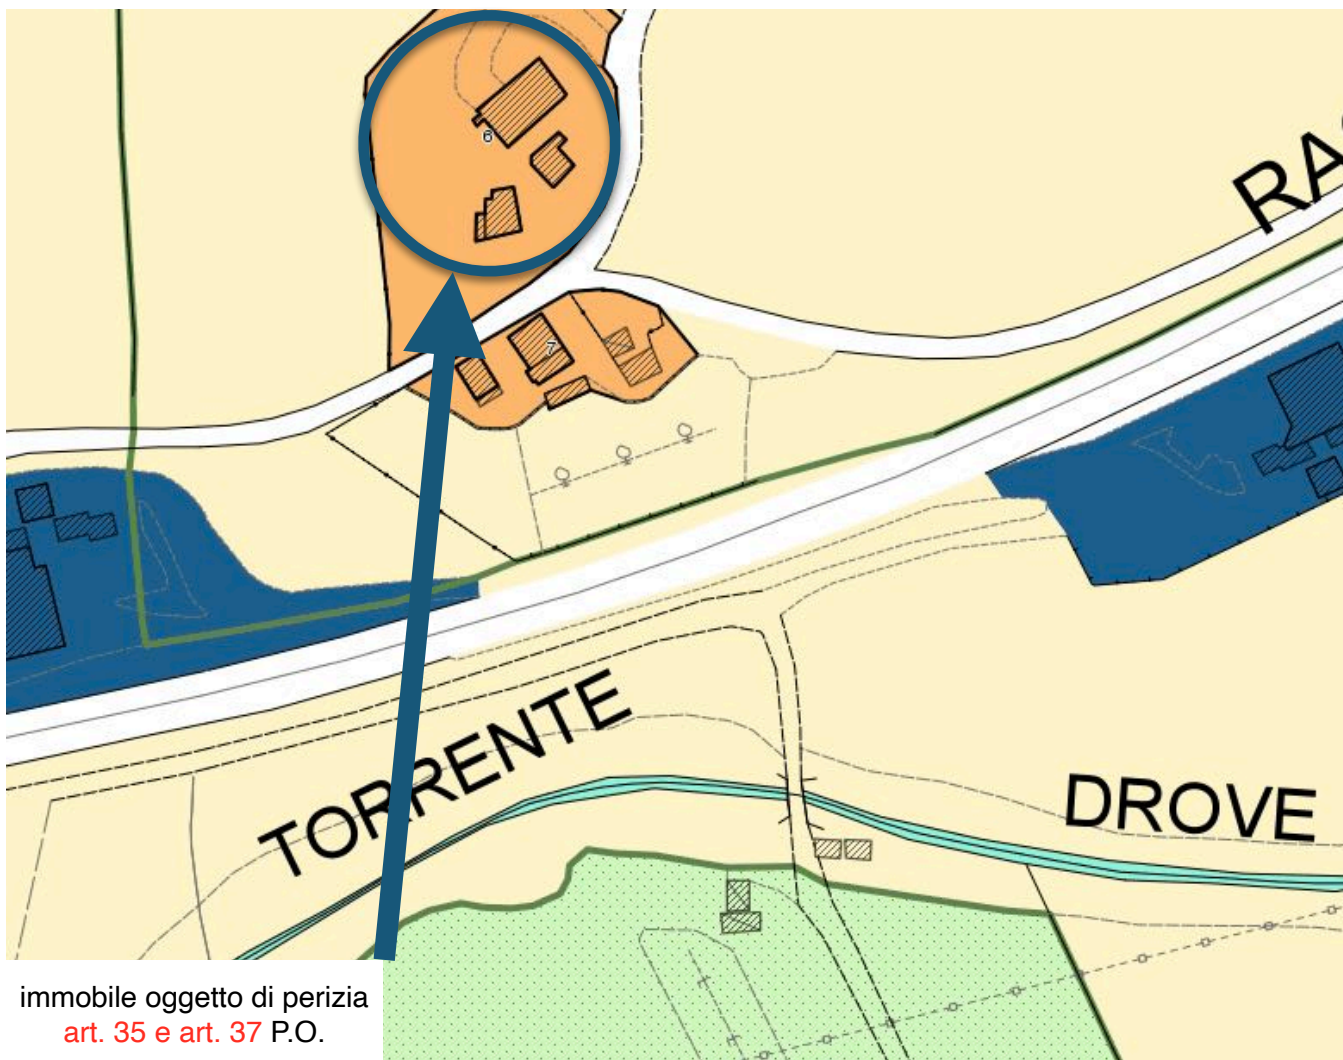 6
RA
7
TORRENTE
DROVE
immobile oggetto di perizia
art. 35 e art. 37 P.O.